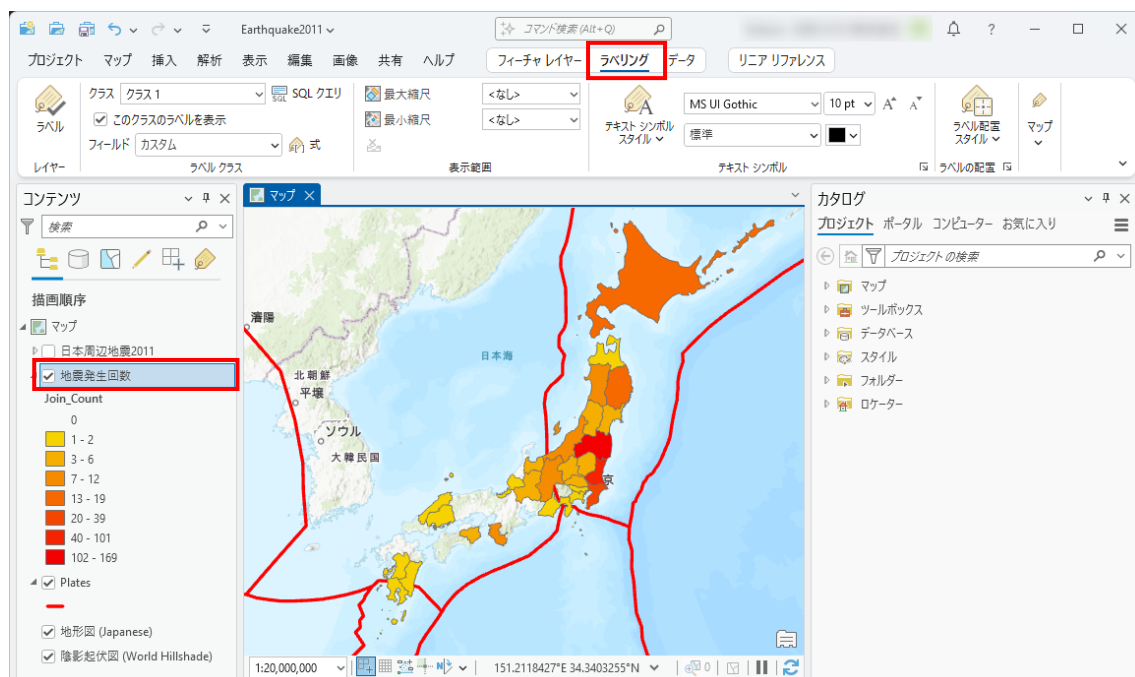 Earthquake2011
コマンド検索 (Alt+Q)
プロジェクト マップ 挿入 解析 表示 編集 画像 共有 ヘルプ フィーチャ レイヤー ラベリング データ リニア リファレンス
ラベル
クラス クラス 1 SQL クエリ
このクラスのラベルを表示
フィールド カスタム 式
最大縮尺 <なし>
最小縮尺 <なし>
テキスト シンボル
スタイル
MS UI Gothic 10 pt
標準
ラベル配置
スタイル
マップ
レイヤー ラベル クラス 表示範囲 テキスト シンボル ラベルの配置
コンテンツ
検索
描画順序
マップ
日本周辺地震2011
地震発生回数
Join_Count
0
1 - 2
3 - 6
7 - 12
13 - 19
20 - 39
40 - 101
102 - 169
Plates
地形図 (Japanese)
陰影起伏図 (World Hillshade)
マップ
瀋陽
北朝鮮
平壌
ソウル
大韓民国
日本海
京
1:20,000,000
151.2118427°E 34.3403255°N
0
カタログ
プロジェクト ポータル コンピューター お気に入り
プロジェクトの検索
マップ
ツールボックス
データベース
スタイル
フォルダー
ロケーター